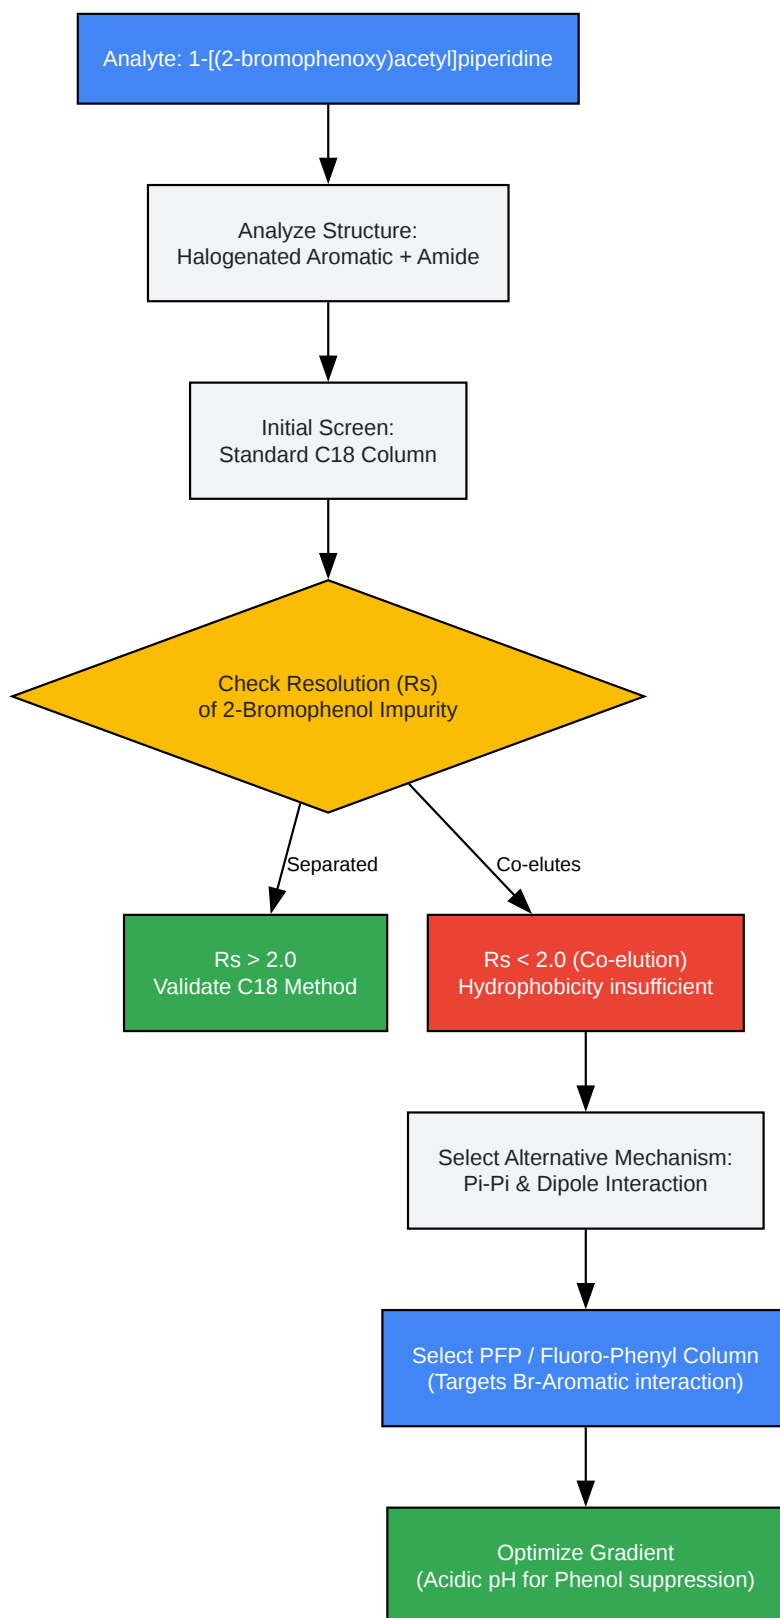 Analyte: 1-[(2-bromophenoxy)acetyl]piperidine
Analyze Structure:
Halogenated Aromatic + Amide
Initial Screen:
Standard C18 Column
Check Resolution (Rs)
of 2-Bromophenol Impurity
Separated
Co-elutes
Rs > 2.0
Validate C18 Method
Rs < 2.0 (Co-elution)
Hydrophobicity insufficient
Select Alternative Mechanism:
Pi-Pi & Dipole Interaction
Select PFP / Fluoro-Phenyl Column
(Targets Br-Aromatic interaction)
Optimize Gradient
(Acidic pH for Phenol suppression)